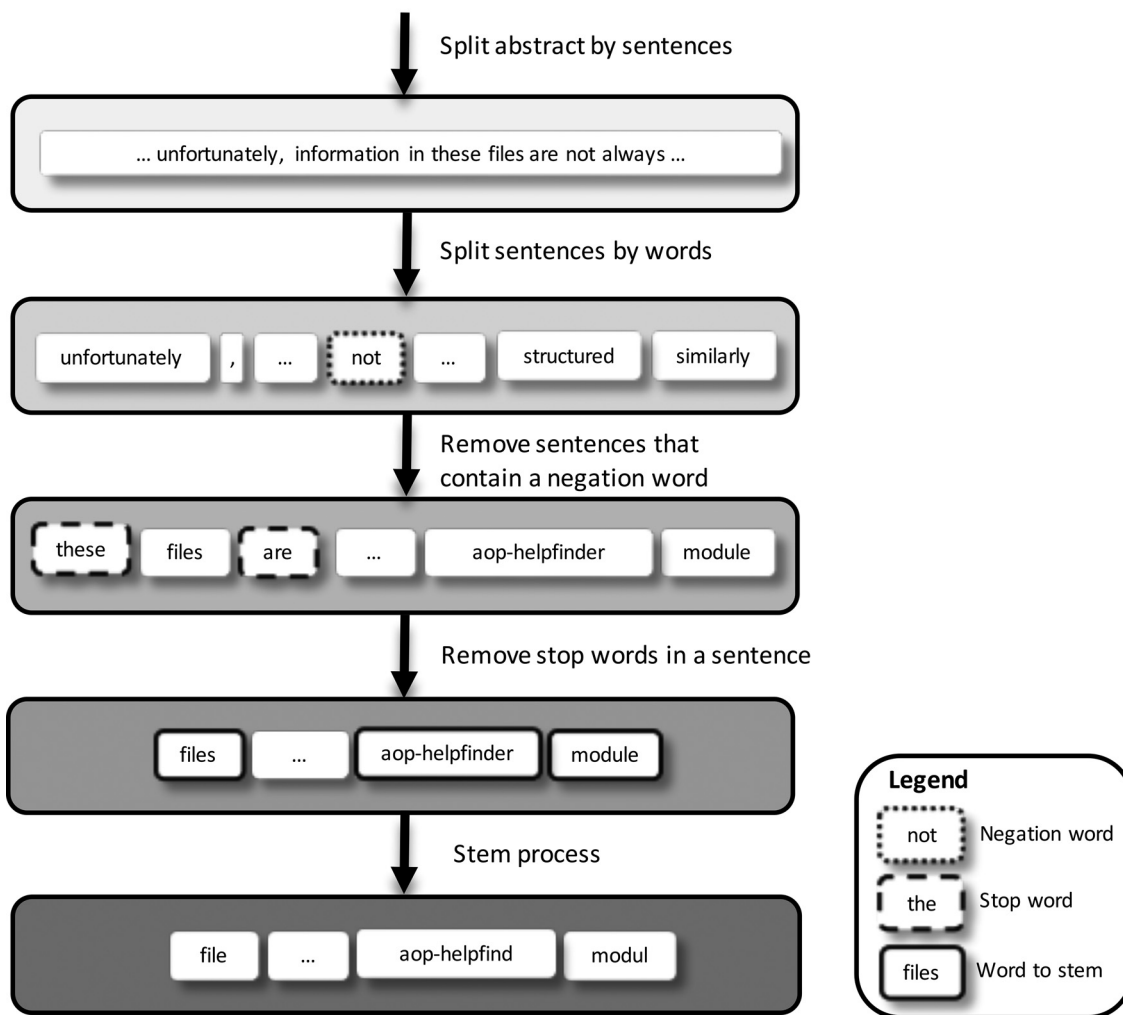 Split abstract by sentences
... unfortunately, information in these files are not always ...
Split sentences by words
unfortunately , ... not ... structured similarly
Remove sentences that
contain a negation word
these files are ... aop-helpfinder module
Remove stop words in a sentence
files ... aop-helpfinder module
Stem process
file ... aop-helpfind modul
Legend
not Negation word
the Stop word
files Word to stem